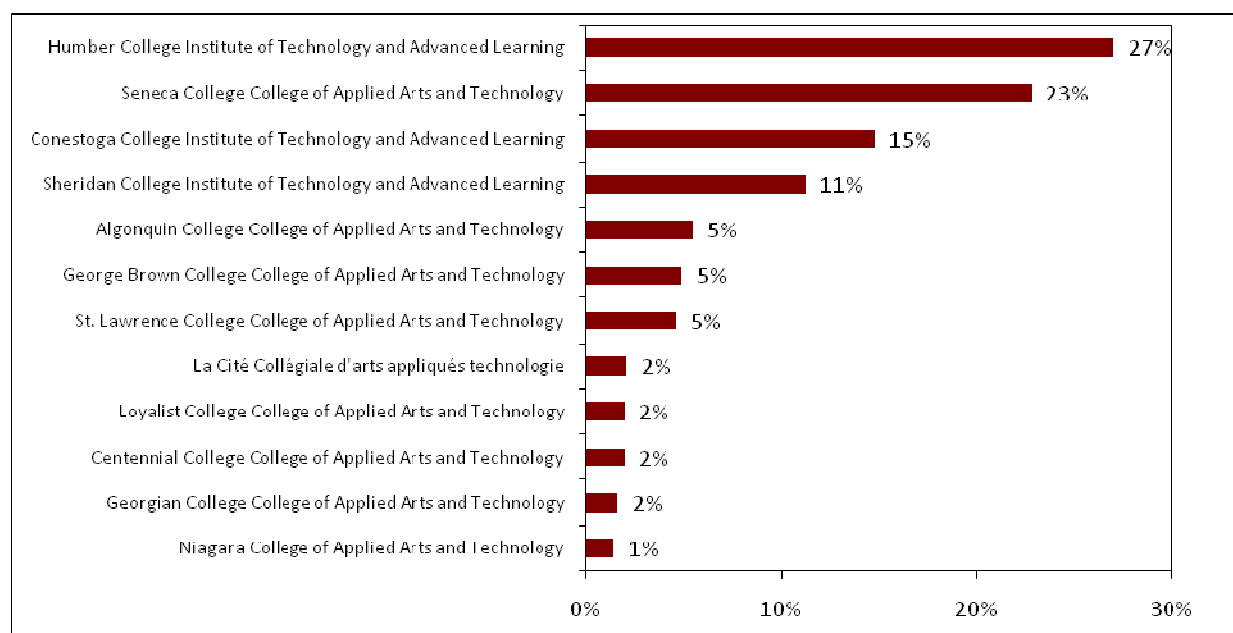 Humber College Institute of Technology and Advanced Learning 27%
Seneca College College of Applied Arts and Technology 23%
Conestoga College Institute of Technology and Advanced Learning 15%
Sheridan College Institute of Technology and Advanced Learning 11%
Algonquin College College of Applied Arts and Technology 5%
George Brown College College of Applied Arts and Technology 5%
St. Lawrence College College of Applied Arts and Technology 5%
La Cité Collégiale d'arts appliqués technologie 2%
Loyalist College College of Applied Arts and Technology 2%
Centennial College College of Applied Arts and Technology 2%
Georgian College College of Applied Arts and Technology 2%
Niagara College of Applied Arts and Technology 1%
0% 10% 20% 30%